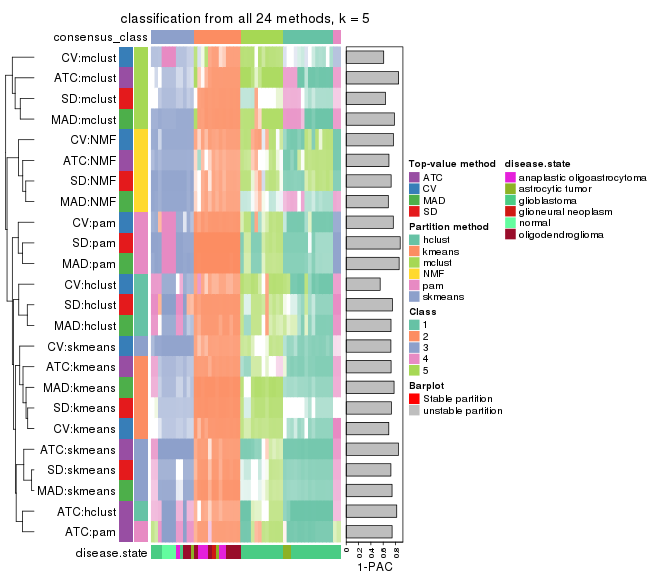 classification from all 24 methods, k = 5
consensus_class
CV:mclust
ATC:mclust
SD:mclust
MAD:mclust
CV:NMF
ATC:NMF
SD:NMF
MAD:NMF
CV:pam
SD:pam
MAD:pam
CV:hclust
SD:hclust
MAD:hclust
CV:skmeans
ATC:kmeans
MAD:kmeans
SD:kmeans
CV:kmeans
ATC:skmeans
SD:skmeans
MAD:skmeans
ATC:hclust
ATC:pam
disease.state
0
0.2
0.4
0.6
0.8
1-PAC
Top-value method
ATC
CV
MAD
SD
Partition method
hclust
kmeans
mclust
NMF
pam
skmeans
Class
1
2
3
4
5
Barplot
Stable partition
unstable partition
disease.state
anaplastic oligoastrocytoma
astrocytic tumor
glioblastoma
glioneural neoplasm
normal
oligodendroglioma